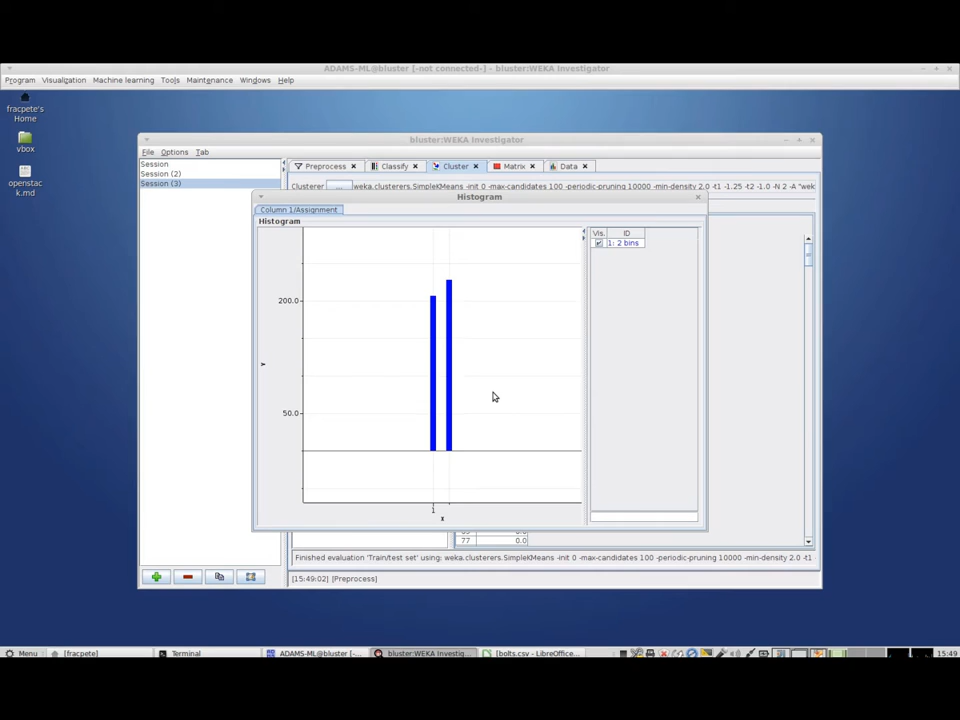 ADAMS-ML@bluster [-not connected-] - bluster:WEKA Investigator
Program Visualization Machine learning Tools Maintenance Windows Help
fracpete's
Home
vbox
openstac
k.md
bluster:WEKA Investigator
File Options Tab
Session
Session (2)
Session (3)
Preprocess Classify Cluster Matrix Data
Clusterer ... weka.clusterers.SimpleKMeans -init 0 -max-candidates 100 -periodic-pruning 10000 -min-density 2.0 -t1 -1.25 -t2 -1.0 -N 2 -A "wek
Histogram
Column 1/Assignment
Histogram
Vis. ID
1: 2 bins
200.0
50.0
y
1
x
77 0.0
Finished evaluation 'Train/test set' using: weka.clusterers.SimpleKMeans -init 0 -max-candidates 100 -periodic-pruning 10000 -min-density 2.0 -t1
[15:49:02] [Preprocess]
Menu [fracpete] Terminal ADAMS-ML@bluster [-... bluster:WEKA Investig... [bolts.csv - LibreOffice... 15:49